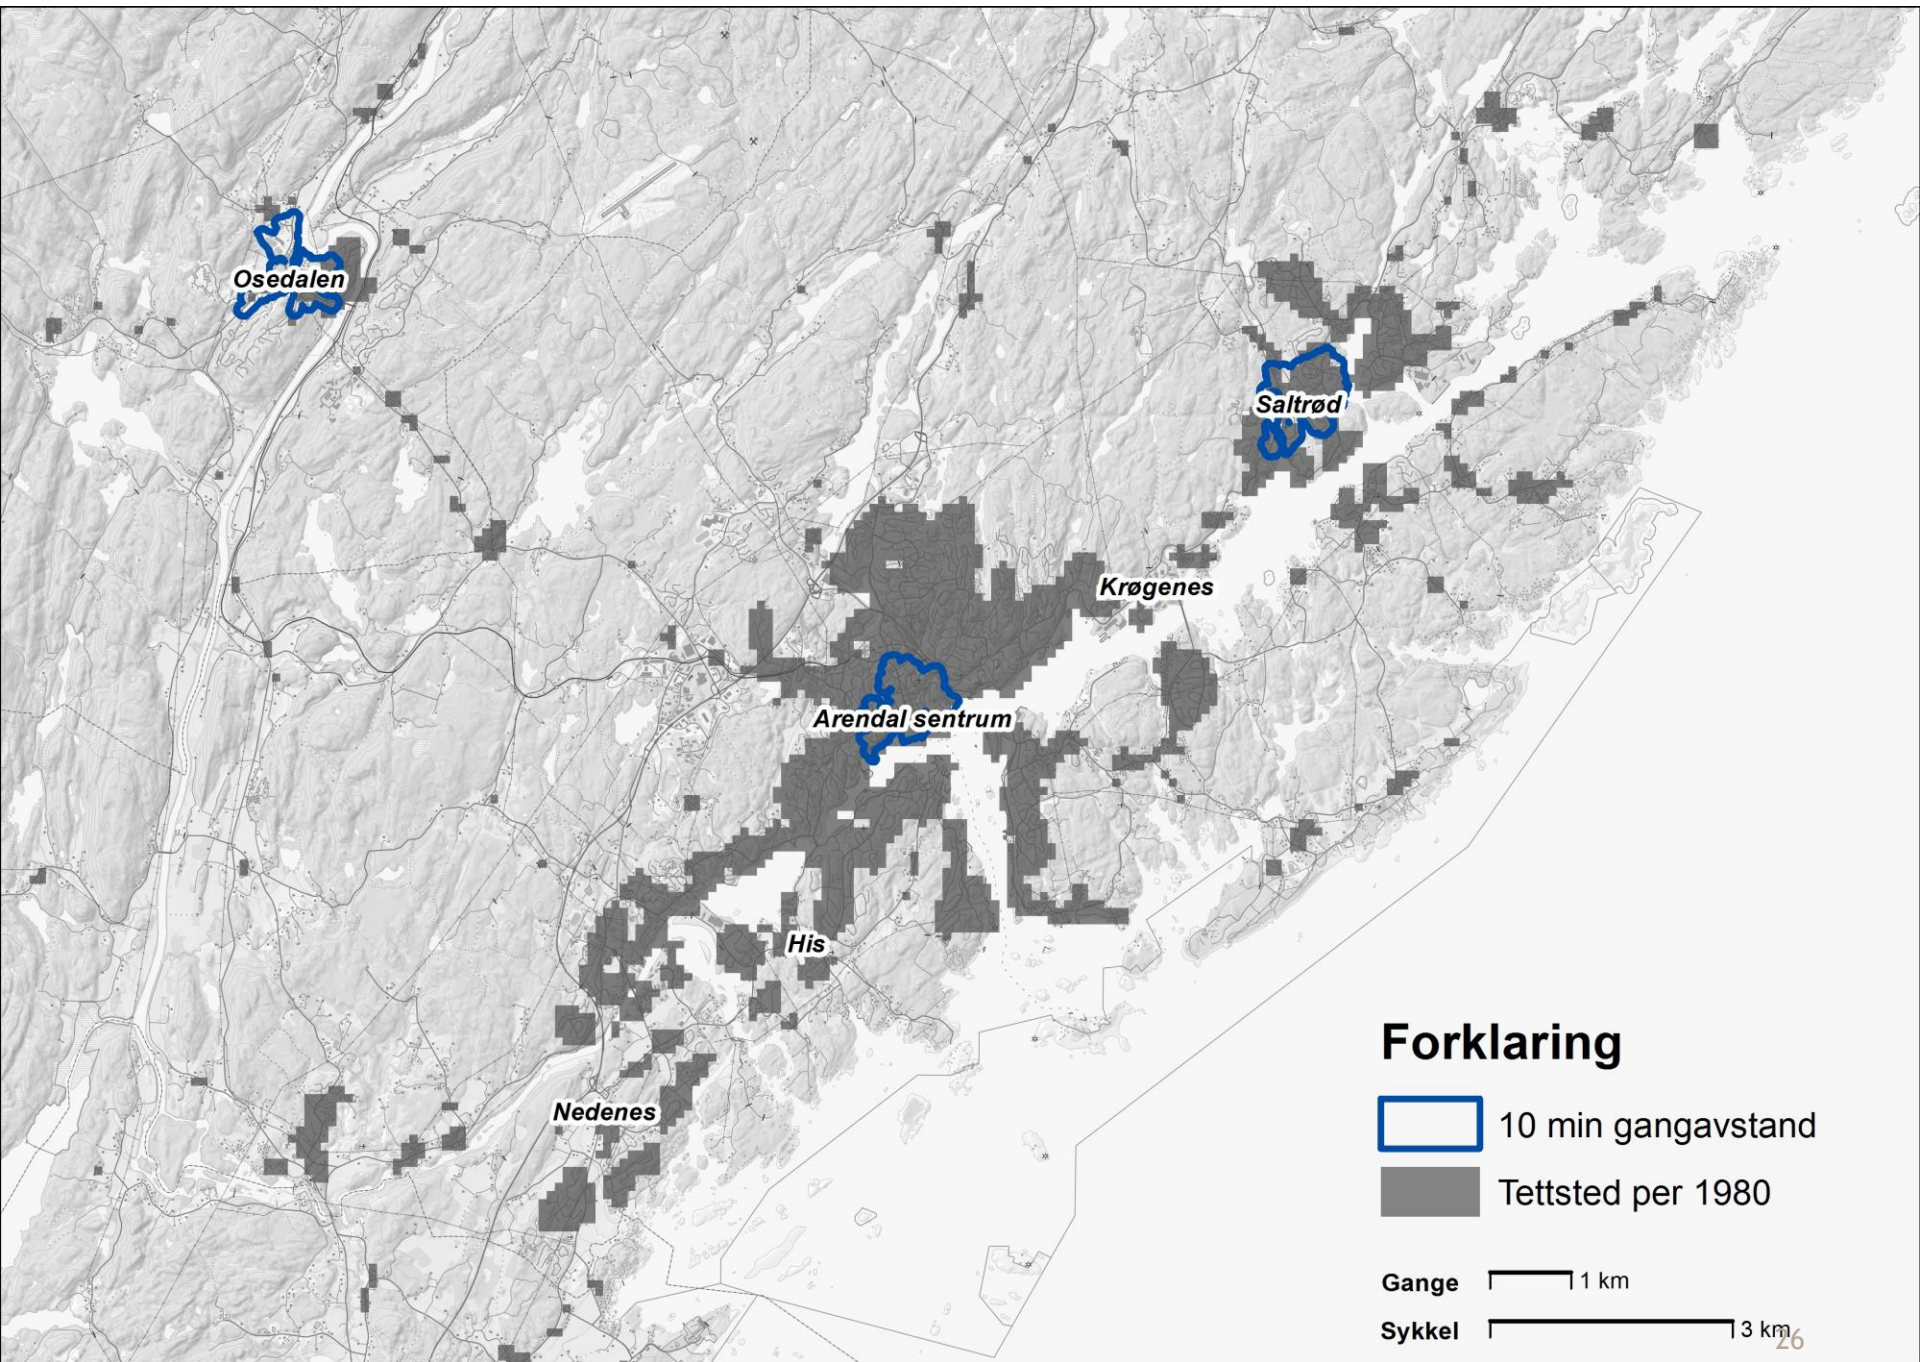 Osedalen
Saltrød
Krøgenes
Arendal sentrum
His
Nedenes
Forklaring
10 min gangavstand
Tettsted per 1980
Gange 1 km
Sykkel 3 km
26